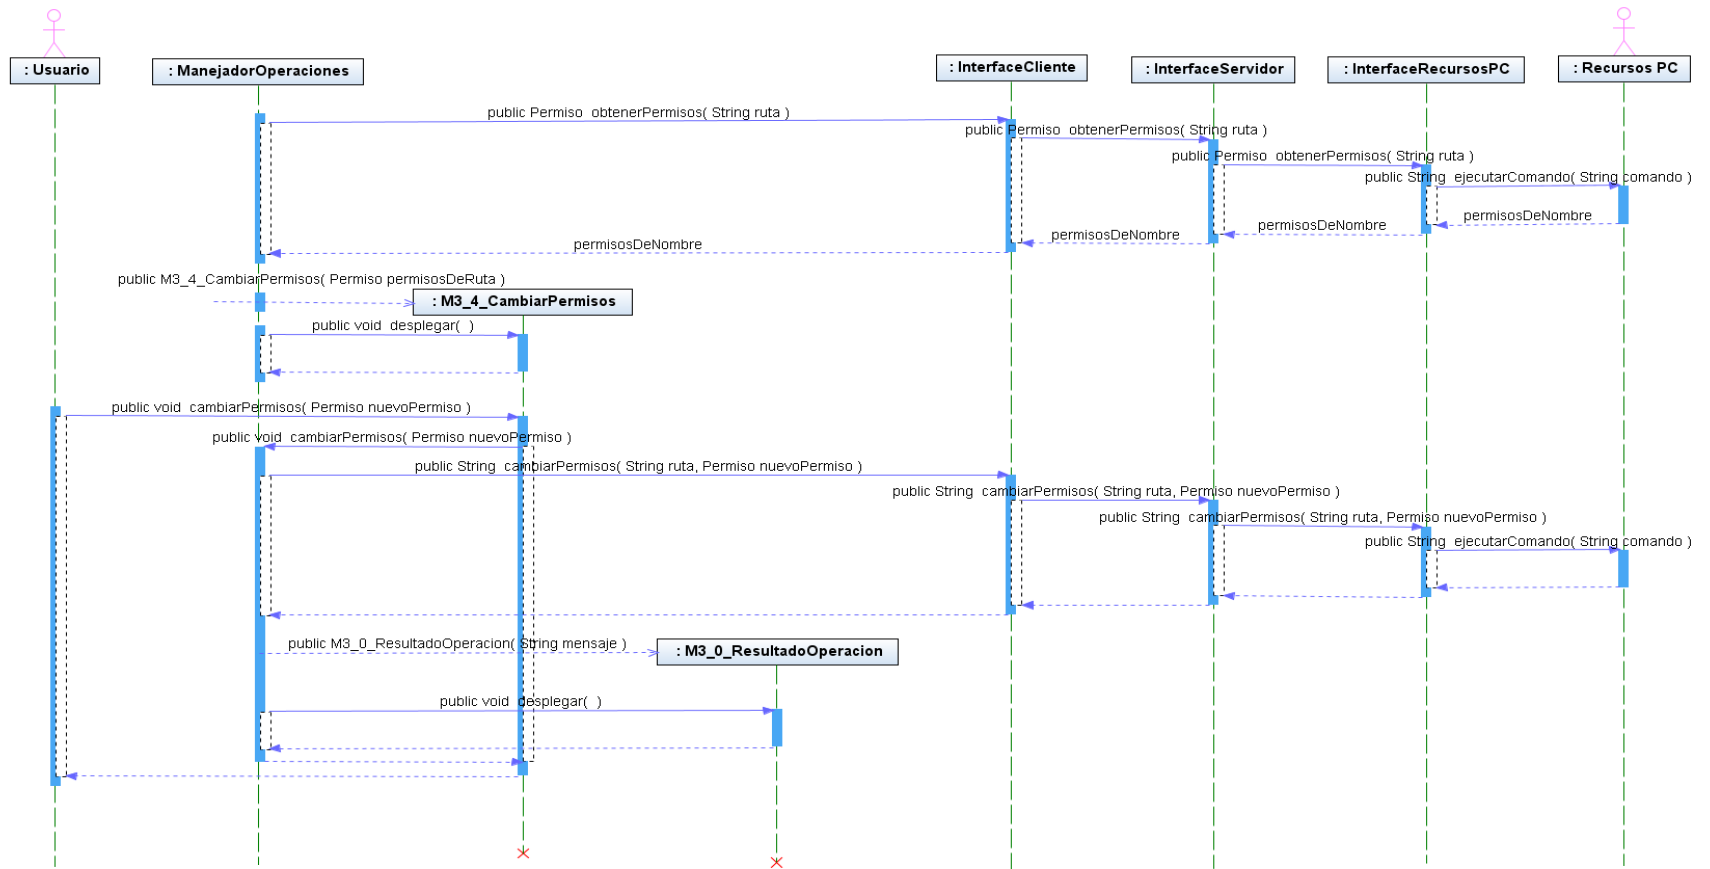 : Usuario
: ManejadorOperaciones
: InterfaceCliente
: InterfaceServidor
: InterfaceRecursosPC
: Recursos PC
public Permiso obtenerPermisos( String ruta )
public Permiso obtenerPermisos( String ruta )
public Permiso obtenerPermisos( String ruta )
public String ejecutarComando( String comando )
permisosDeNombre
permisosDeNombre
permisosDeNombre
permisosDeNombre
public M3_4_CambiarPermisos( Permiso permisosDeRuta )
: M3_4_CambiarPermisos
public void desplegar( )
public void cambiarPermisos( Permiso nuevoPermiso )
public void cambiarPermisos( Permiso nuevoPermiso )
public String cambiarPermisos( String ruta, Permiso nuevoPermiso )
public String cambiarPermisos( String ruta, Permiso nuevoPermiso )
public String cambiarPermisos( String ruta, Permiso nuevoPermiso )
public String ejecutarComando( String comando )
public M3_0_ResultadoOperacion( String mensaje )
: M3_0_ResultadoOperacion
public void desplegar( )